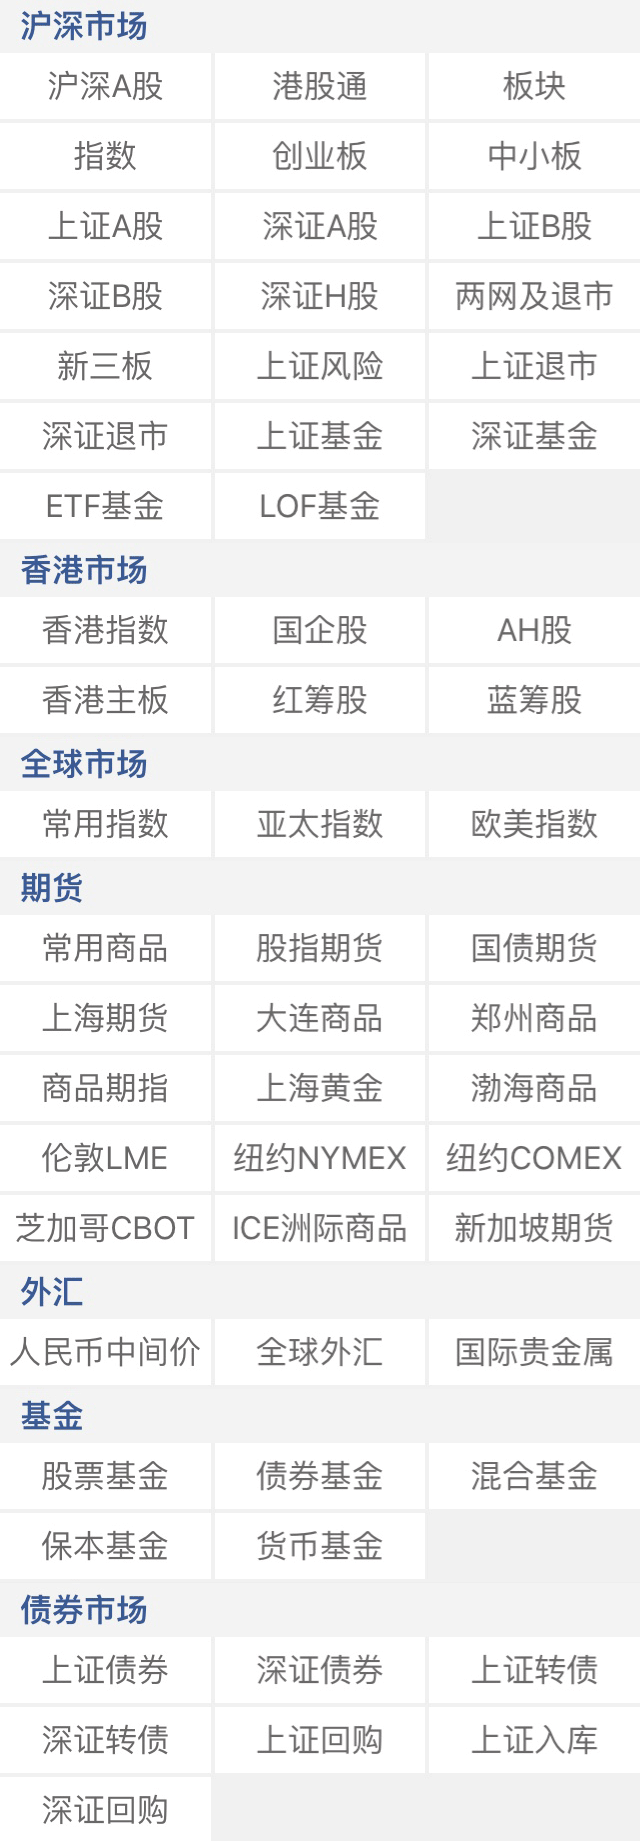 沪深市场
沪深A股 港股通 板块
指数 创业板 中小板
上证A股 深证A股 上证B股
深证B股 深证H股 两网及退市
新三板 上证风险 上证退市
深证退市 上证基金 深证基金
ETF基金 LOF基金
香港市场
香港指数 国企股 AH股
香港主板 红筹股 蓝筹股
全球市场
常用指数 亚太指数 欧美指数
期货
常用商品 股指期货 国债期货
上海期货 大连商品 郑州商品
商品期指 上海黄金 渤海商品
伦敦LME 纽约NYMEX 纽约COMEX
芝加哥CBOT ICE洲际商品 新加坡期货
外汇
人民币中间价 全球外汇 国际贵金属
基金
股票基金 债券基金 混合基金
保本基金 货币基金
债券市场
上证债券 深证债券 上证转债
深证转债 上证回购 上证入库
深证回购